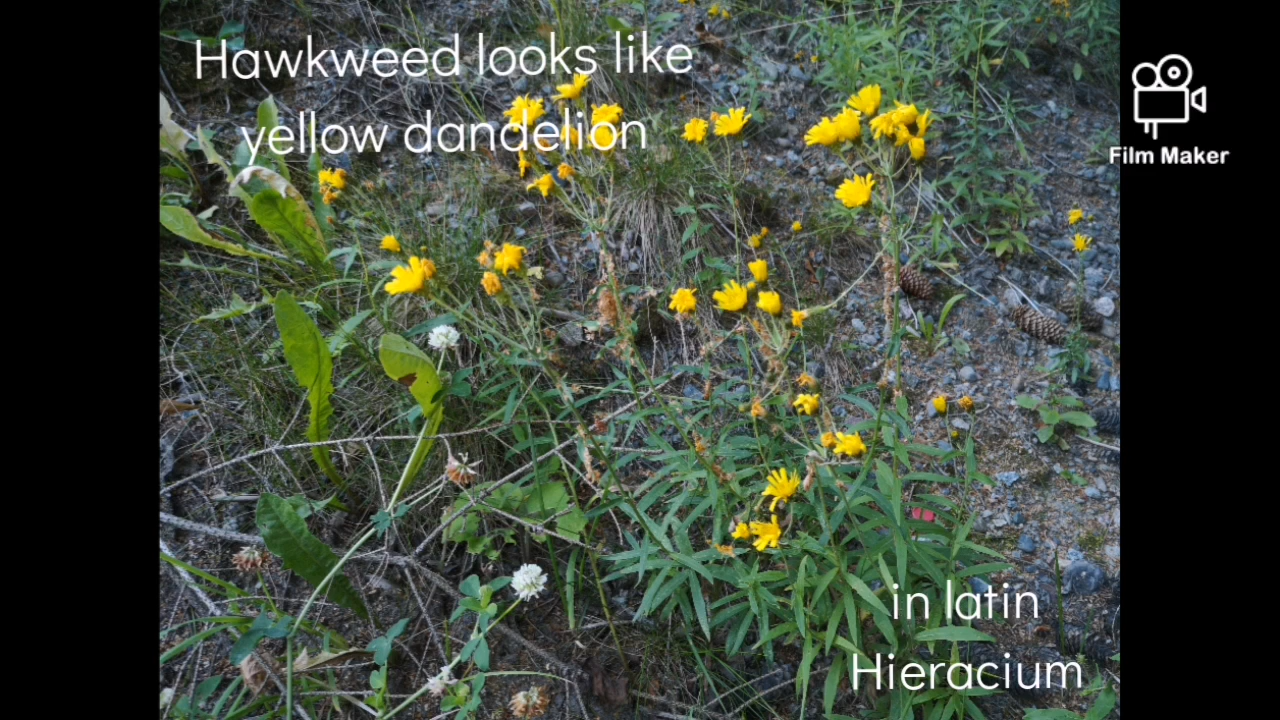 Hawkweed looks like
yellow dandelion
Film Maker
in latin
Hieracium